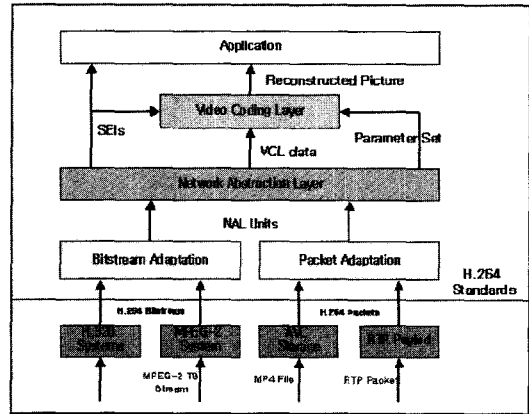 Application
Reconstructed Picture
Video Coding Layer
SEIs
VCL data
Parameter Set
Network Abstraction Layer
NAL Units
Bitstream Adaptation
Packet Adaptation
H.264
Standards
H.264
H.264 packets
Systems
MPEG-2
System
Storage
RTP Payload
MPEG-2 TS
Stream
MP4 File
RTP Packet